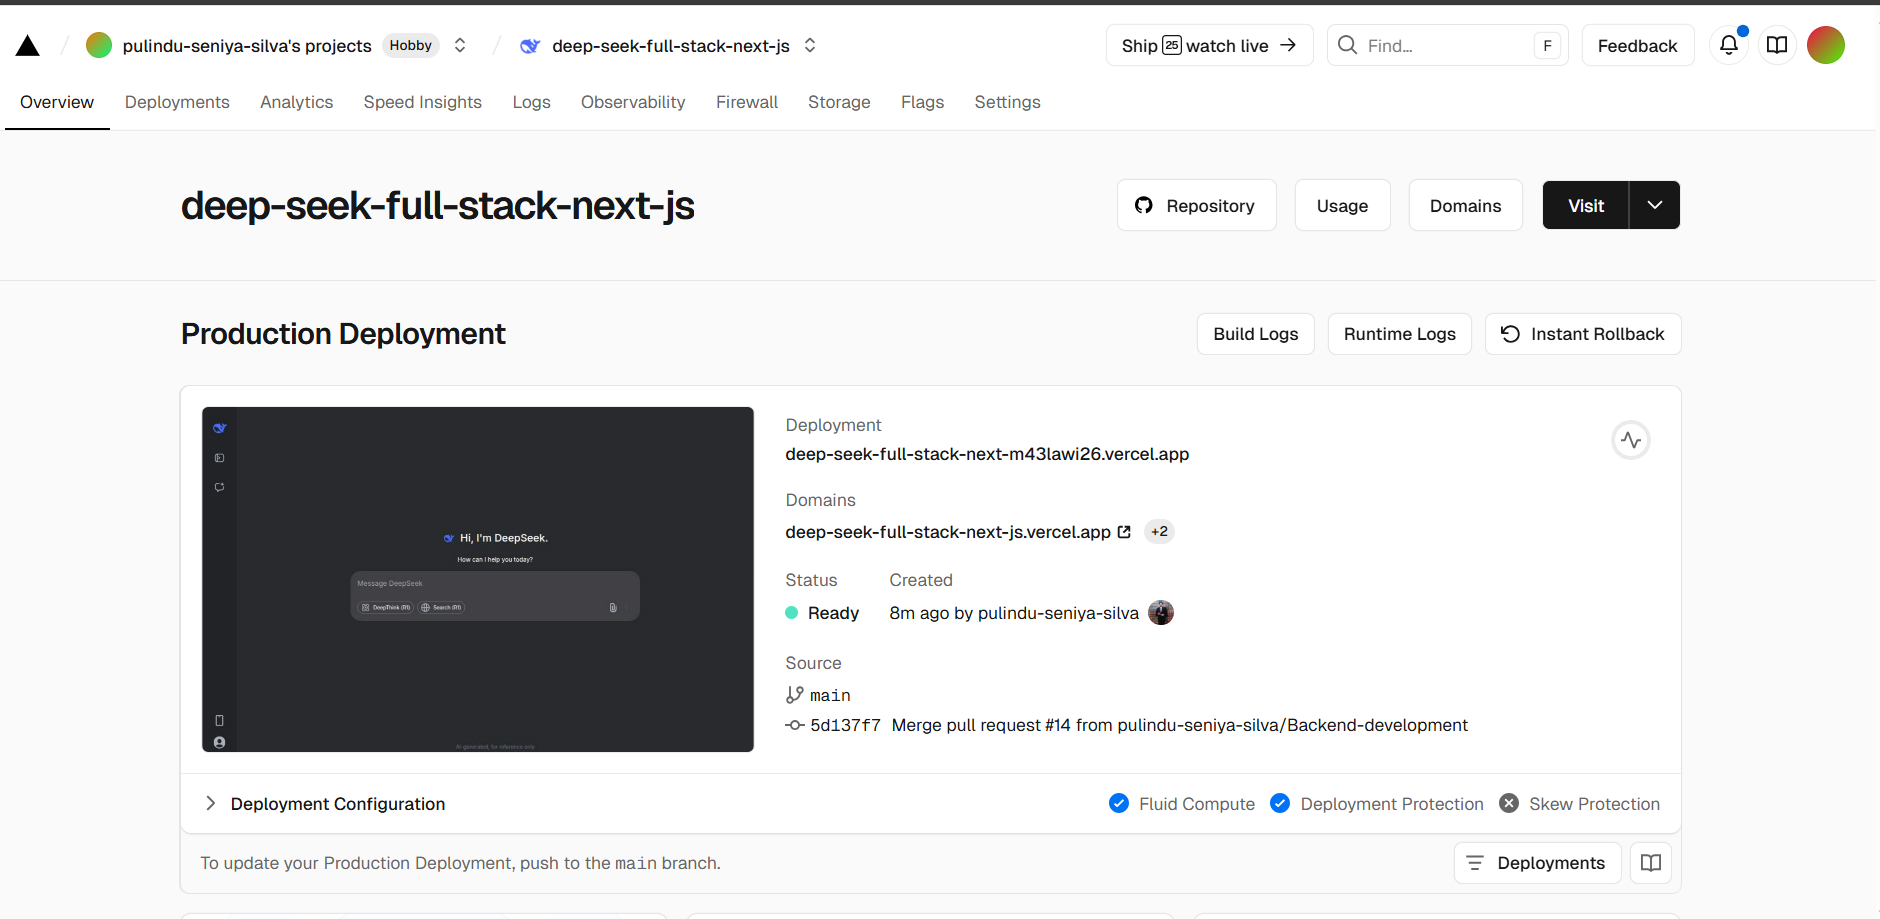 pulindu-seniya-silva's projects Hobby deep-seek-full-stack-next-js Ship 25 watch live → Find... F Feedback
Overview Deployments Analytics Speed Insights Logs Observability Firewall Storage Flags Settings
deep-seek-full-stack-next-js Repository Usage Domains Visit
Production Deployment Build Logs Runtime Logs Instant Rollback
Hi, I'm DeepSeek.
How can I help you today?
Message DeepSeek
DeepThink (R1) Search (R1)
AI-generated, for reference only
Deployment
deep-seek-full-stack-next-m43lawi26.vercel.app
Domains
deep-seek-full-stack-next-js.vercel.app +2
Status Created
Ready 8m ago by pulindu-seniya-silva
Source
main
5d137f7 Merge pull request #14 from pulindu-seniya-silva/Backend-development
Deployment Configuration Fluid Compute Deployment Protection Skew Protection
To update your Production Deployment, push to the main branch. Deployments